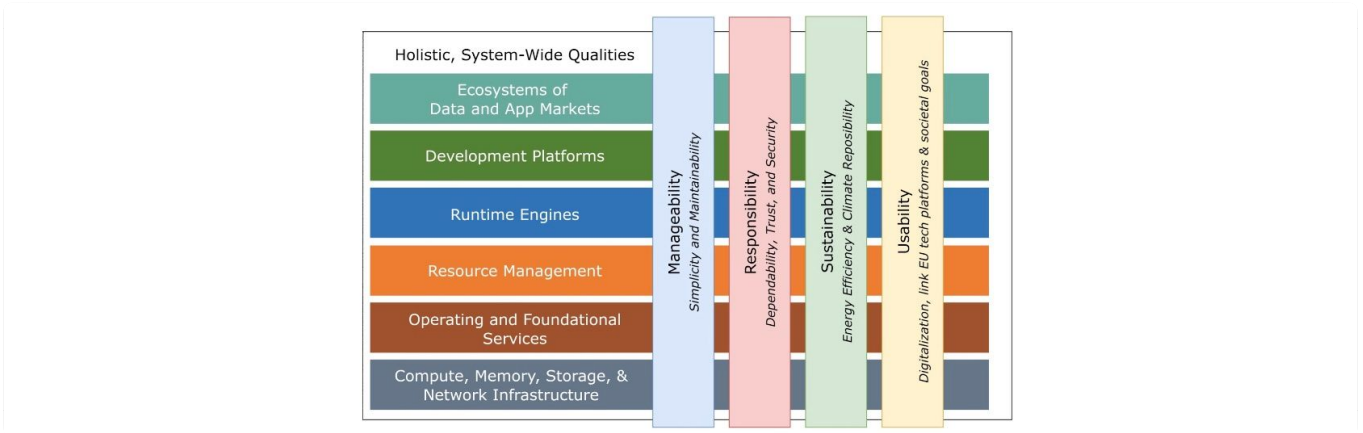 Holistic, System-Wide Qualities
Ecosystems of
Data and App Markets
Development Platforms
Runtime Engines
Resource Management
Operating and Foundational
Services
Compute, Memory, Storage, &
Network Infrastructure
Manageability
Simplicity and Maintainability
Responsibility
Dependability, Trust, and Security
Sustainability
Energy Efficiency & Climate Reposibility
Usability
Digitalization, link EU tech platforms & societal goals